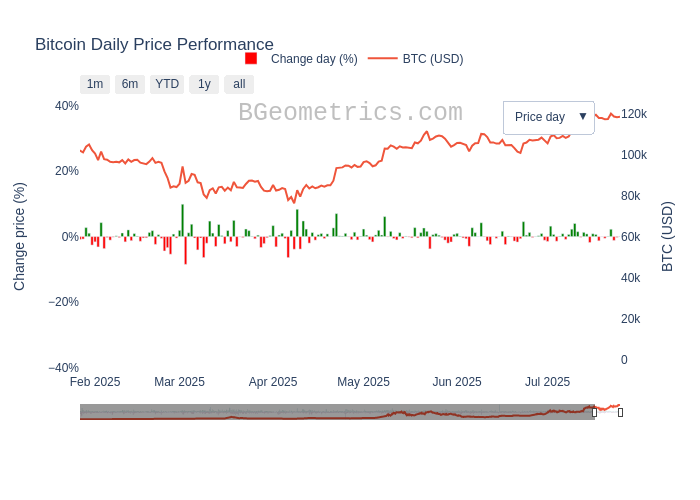 Bitcoin Daily Price Performance
Change day (%) BTC (USD)
1m 6m YTD 1y all
BGeometrics.com
Price day ▼
40%
20%
0%
−20%
−40%
Change price (%)
120k
100k
80k
60k
40k
20k
0
BTC (USD)
Feb 2025 Mar 2025 Apr 2025 May 2025 Jun 2025 Jul 2025